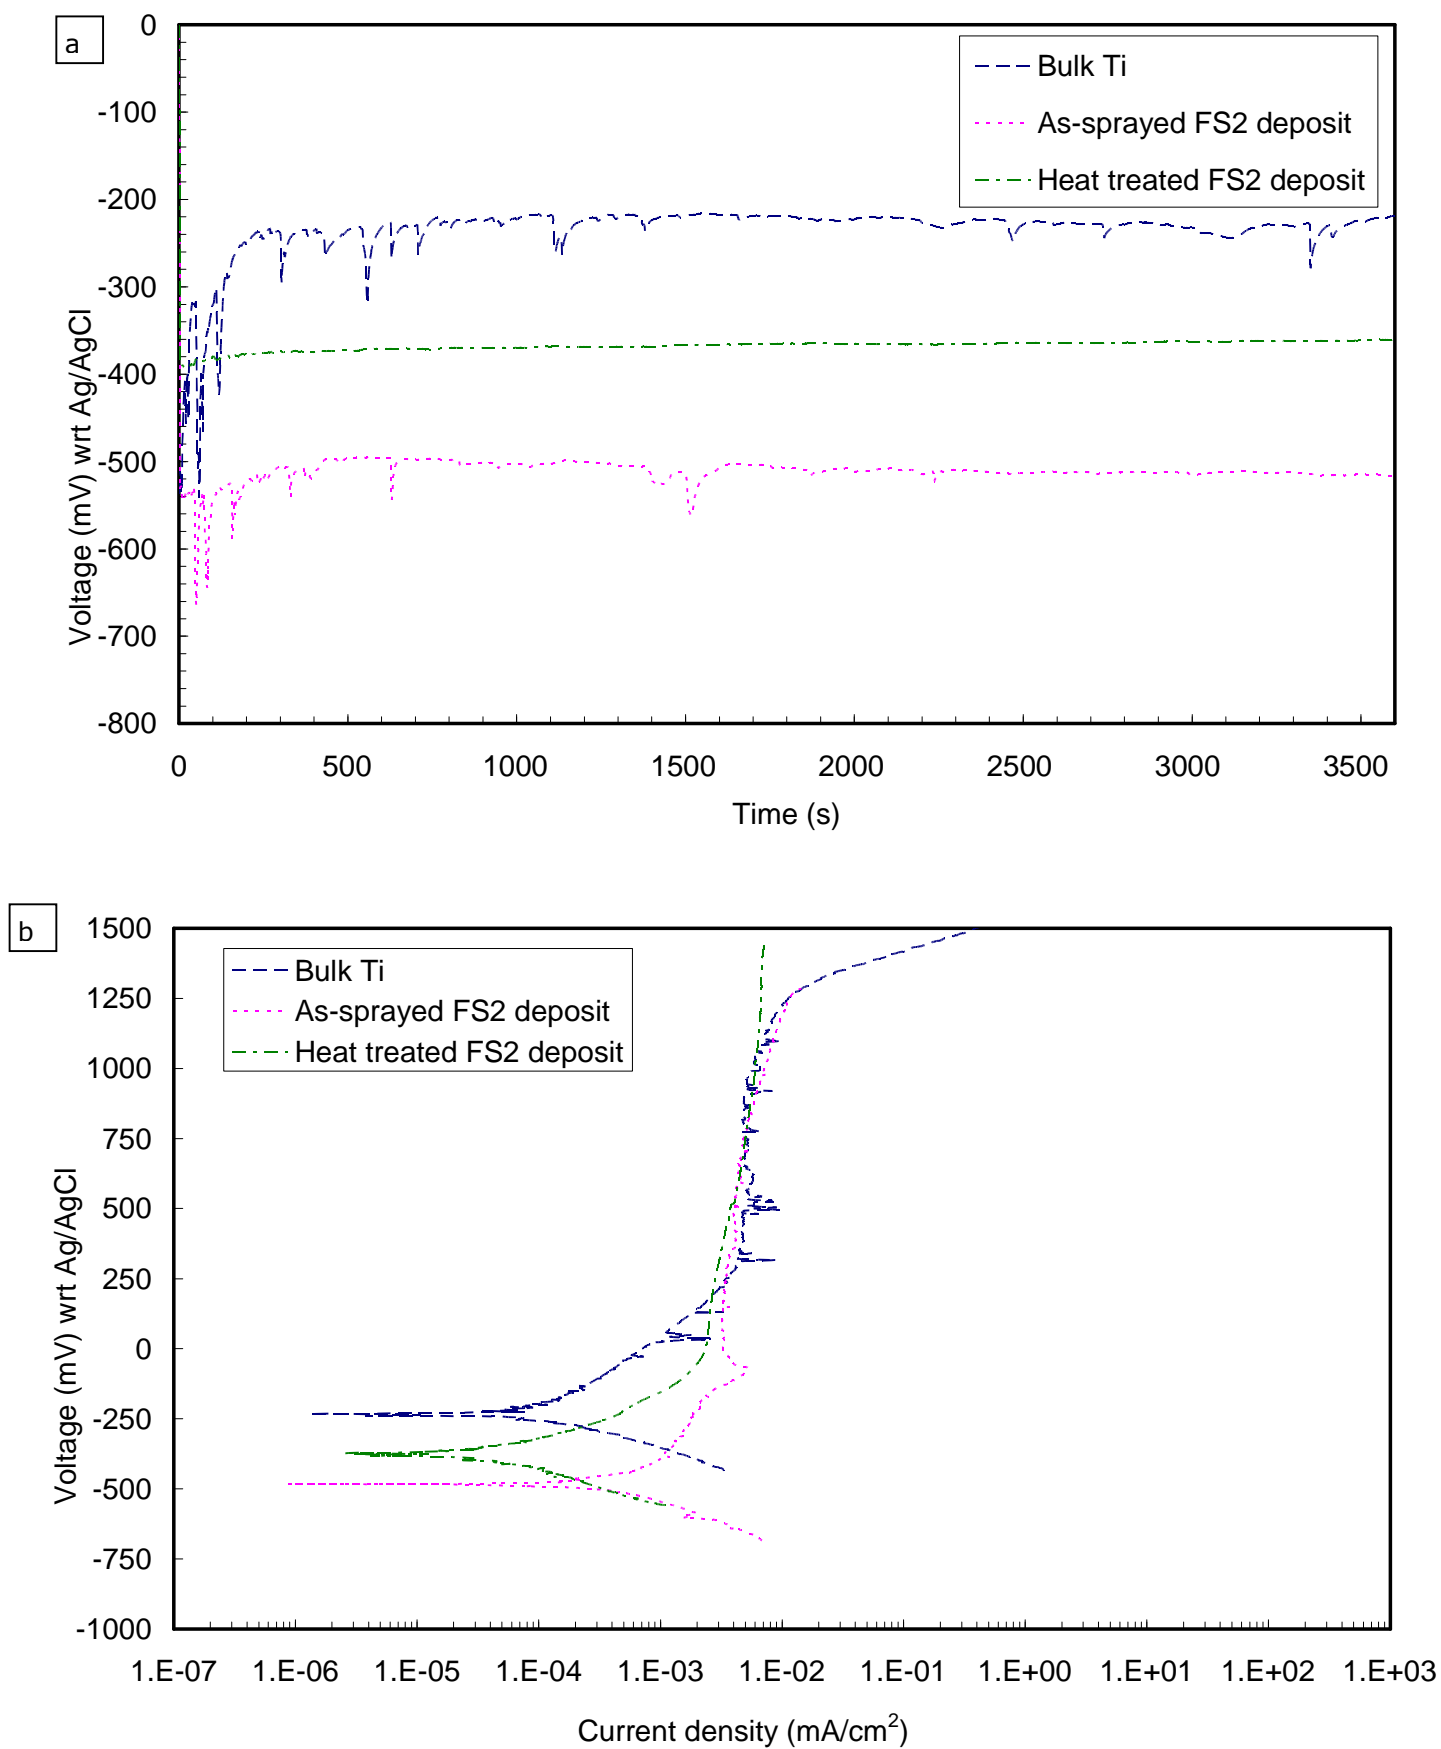 a
0
-100
-200
-300
-400
-500
-600
-700
-800
Voltage (mV) wrt Ag/AgCl
Bulk Ti
As-sprayed FS2 deposit
Heat treated FS2 deposit
0 500 1000 1500 2000 2500 3000 3500
Time (s)
b
1500
1250
1000
750
500
250
0
-250
-500
-750
-1000
Voltage (mV) wrt Ag/AgCl
Bulk Ti
As-sprayed FS2 deposit
Heat treated FS2 deposit
1.E-07 1.E-06 1.E-05 1.E-04 1.E-03 1.E-02 1.E-01 1.E+00 1.E+01 1.E+02 1.E+03
Current density (mA/cm²)